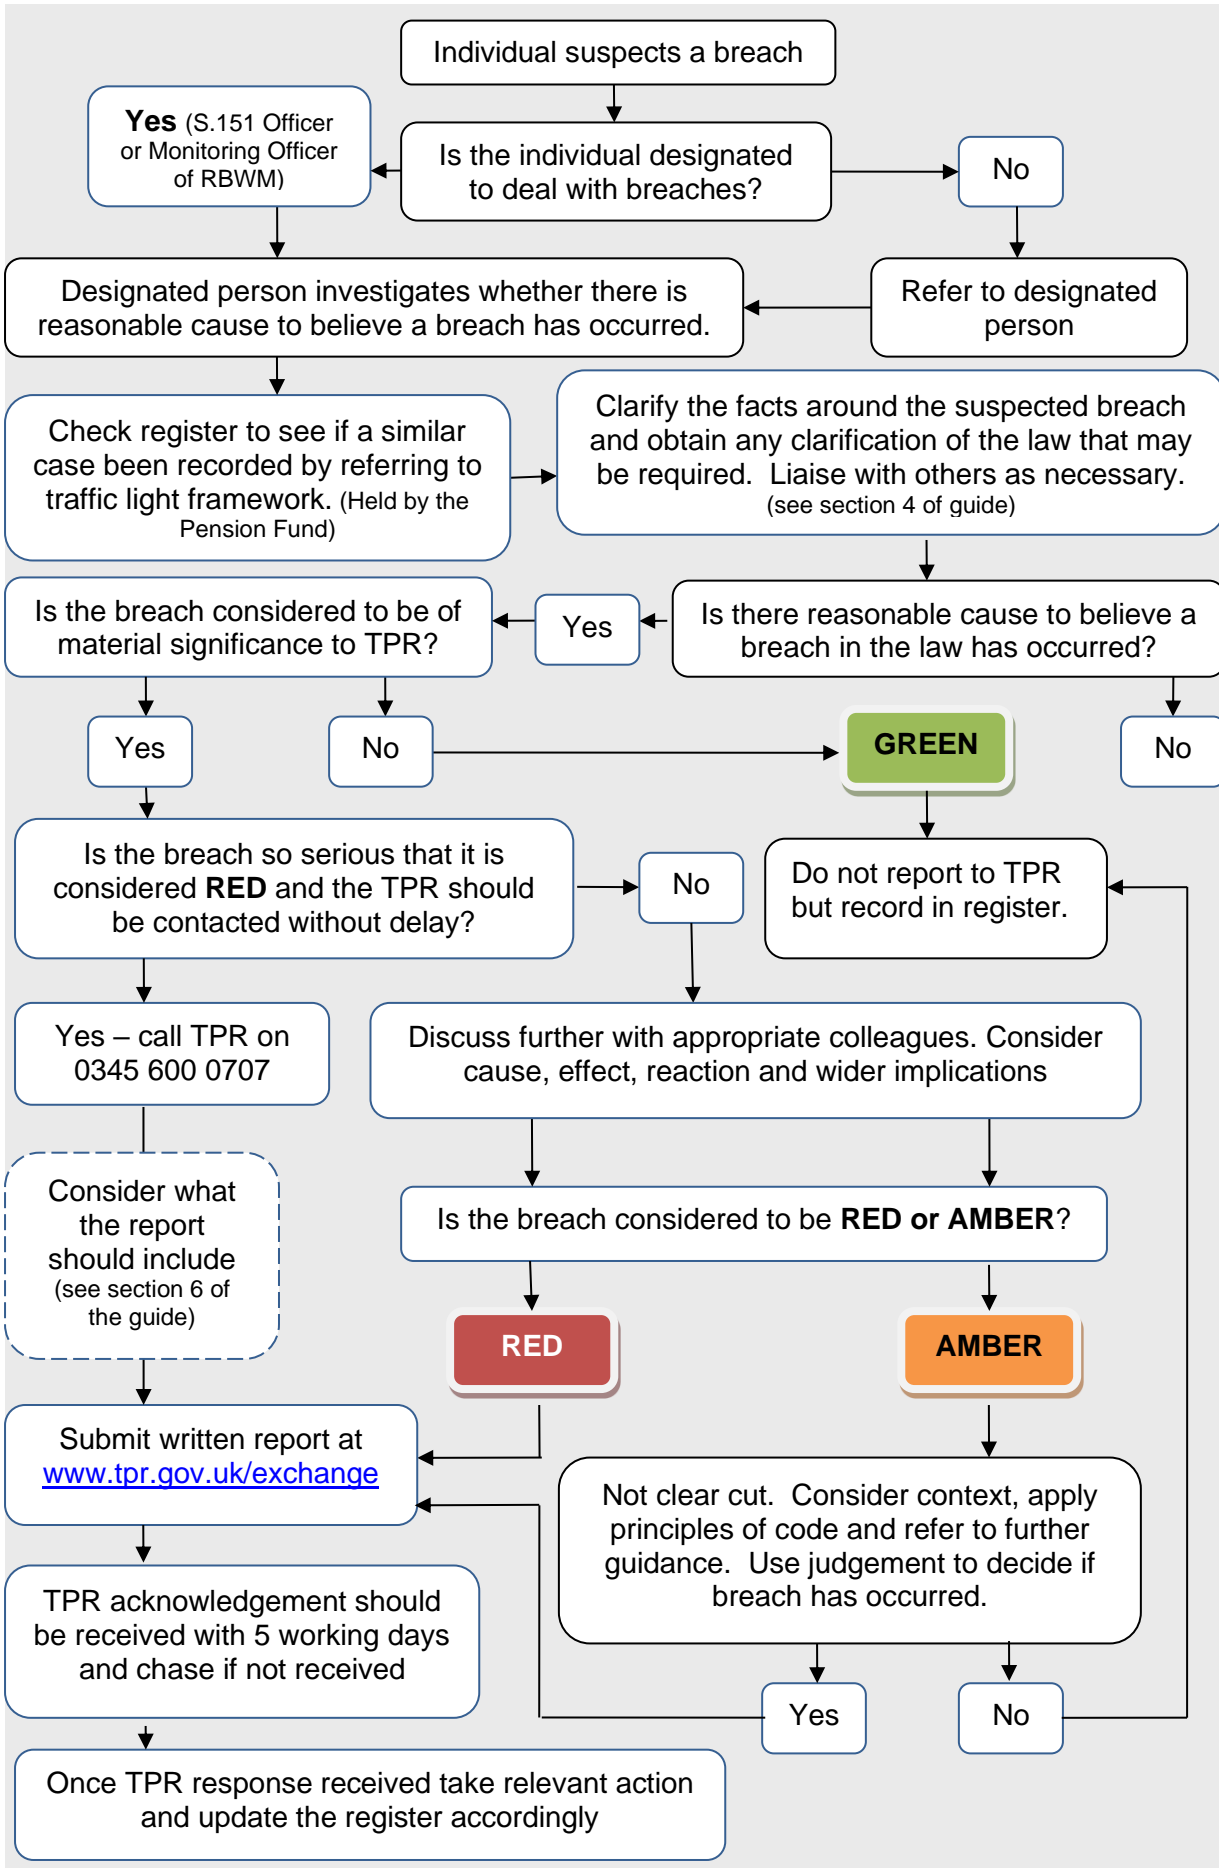 Individual suspects a breach
Yes (S.151 Officer
or Monitoring Officer
of RBWM)
Is the individual designated
to deal with breaches?
No
Designated person investigates whether there is
reasonable cause to believe a breach has occurred.
Refer to designated
person
Check register to see if a similar
case been recorded by referring to
traffic light framework. (Held by the
Pension Fund)
Clarify the facts around the suspected breach
and obtain any clarification of the law that may
be required.  Liaise with others as necessary.
(see section 4 of guide)
Is the breach considered to be of
material significance to TPR?
Yes
Is there reasonable cause to believe a
breach in the law has occurred?
Yes
No
GREEN
No
Is the breach so serious that it is
considered RED and the TPR should
be contacted without delay?
No
Do not report to TPR
but record in register.
Yes – call TPR on
0345 600 0707
Discuss further with appropriate colleagues. Consider
cause, effect, reaction and wider implications
Consider what
the report
should include
(see section 6 of
the guide)
Is the breach considered to be RED or AMBER?
RED
AMBER
Submit written report at
www.tpr.gov.uk/exchange
Not clear cut.  Consider context, apply
principles of code and refer to further
guidance.  Use judgement to decide if
breach has occurred.
TPR acknowledgement should
be received with 5 working days
and chase if not received
Yes
No
Once TPR response received take relevant action
and update the register accordingly